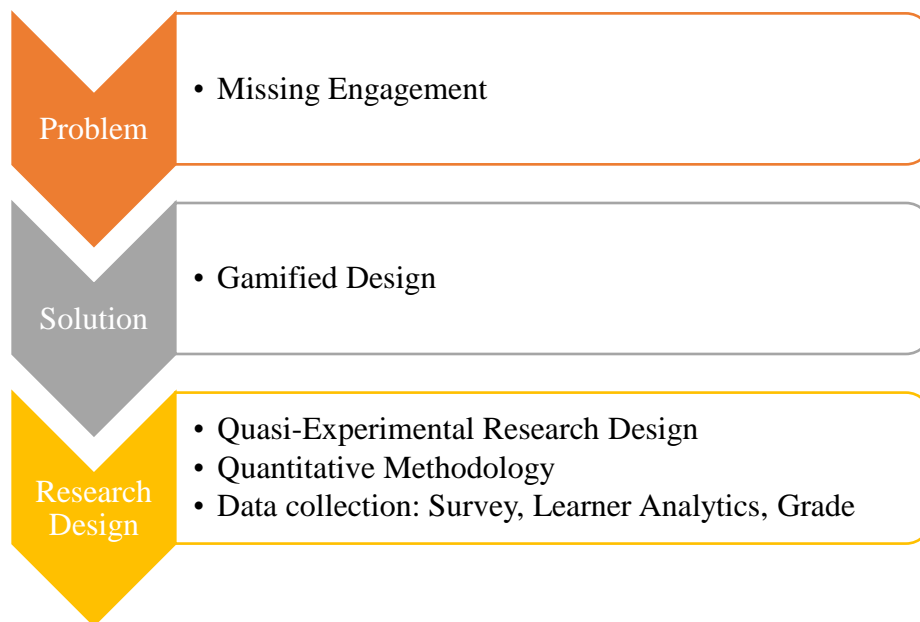 Problem
• Missing Engagement
Solution
• Gamified Design
Research
Design
• Quasi-Experimental Research Design
• Quantitative Methodology
• Data collection: Survey, Learner Analytics, Grade